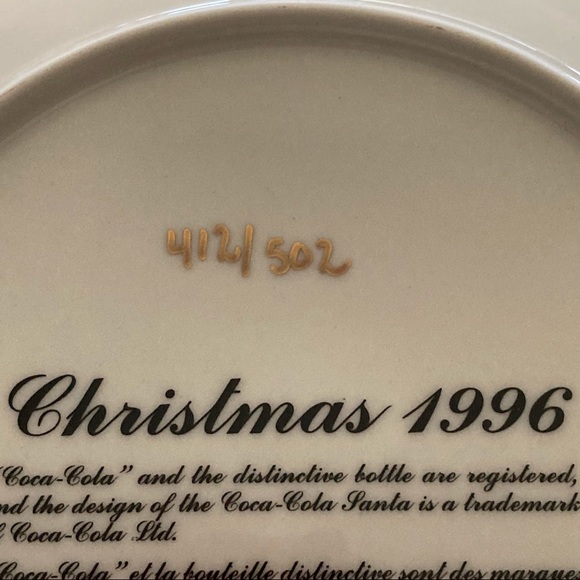 412/502
Christmas 1996
"Coca-Cola" and the distinctive bottle are registered,
and the design of the Coca-Cola Santa is a trademark
of Coca-Cola Ltd.
"Coca-Cola" et la bouteille distinctive sont des marques